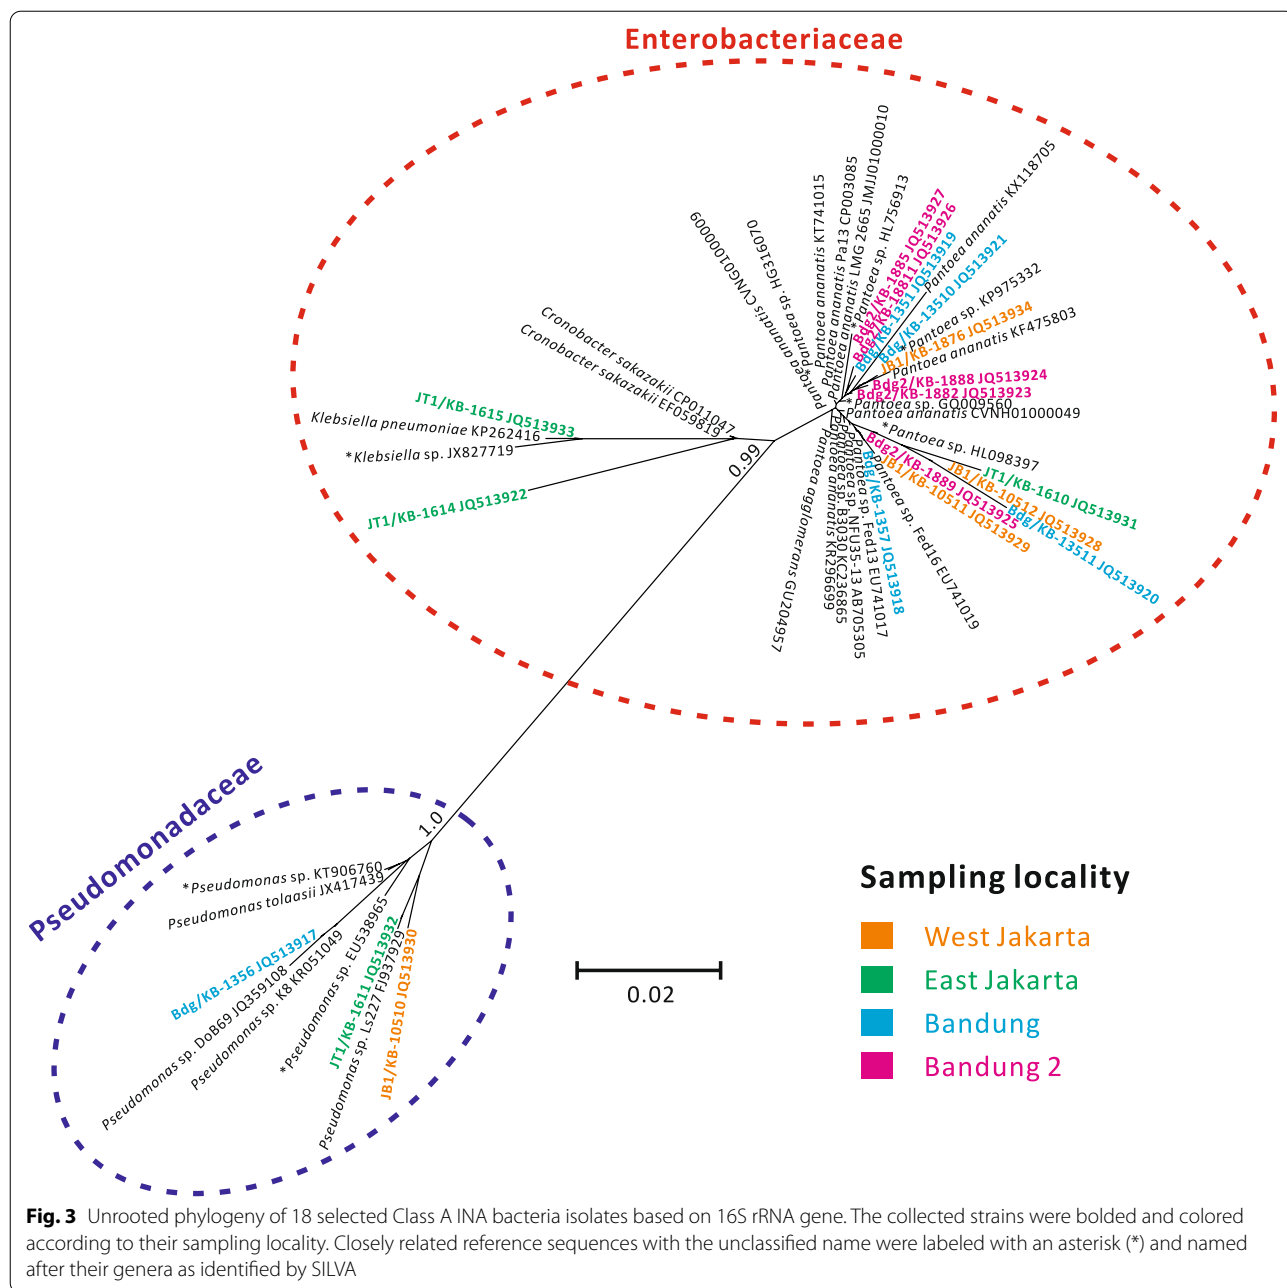 Enterobacteriaceae
Pantoea ananatis CVNG01000009
*Pantoea sp. HG316070
Pantoea ananatis KT741015
Pantoea ananatis Pa13 CP003085
Pantoea ananatis LMG 2665 JMJJ01000010
*Pantoea sp. HL756913
Bdg2/KB-1885 JQ513927
Bdg2/KB-18811 JQ513926
Bdg/KB-1351 JQ513919
Pantoea ananatis KX118705
Bdg/KB-13510 JQ513921
*Pantoea sp. KP975332
JB1/KB-1876 JQ513934
Pantoea ananatis KF475803
Bdg2/KB-1888 JQ513924
Bdg2/KB-1882 JQ513923
*Pantoea sp. GQ009560
Pantoea ananatis CVNH01000049
*Pantoea sp. HL098397
JT1/KB-1610 JQ513931
JB1/KB-10512 JQ513928
Bdg/KB-13511 JQ513920
Bdg2/KB-1889 JQ513925
JB1/KB-10511 JQ513929
Pantoea sp. Fed16 EU741019
Bdg/KB-1357 JQ513918
Pantoea sp. Fed13 EU741017
Pantoea sp. NFU35-13 AB705305
Pantoea sp. B3030 KC236865
Pantoea ananatis KR296699
Pantoea agglomerans GU204957
Cronobacter sakazakii CP011047
Cronobacter sakazakii EF059819
JT1/KB-1615 JQ513933
Klebsiella pneumoniae KP262416
*Klebsiella sp. JX827719
JT1/KB-1614 JQ513922
0.99
1.0
Pseudomonadaceae
*Pseudomonas sp. KT906760
Pseudomonas tolaasii JX417439
Bdg/KB-1356 JQ513917
Pseudomonas sp. DoB69 JQ359108
Pseudomonas sp. K8 KR051049
*Pseudomonas sp. EU538965
JT1/KB-1611 JQ513932
Pseudomonas sp. Ls227 FJ937929
JB1/KB-10510 JQ513930
0.02
Sampling locality
West Jakarta
East Jakarta
Bandung
Bandung 2
Fig. 3 Unrooted phylogeny of 18 selected Class A INA bacteria isolates based on 16S rRNA gene. The collected strains were bolded and colored
according to their sampling locality. Closely related reference sequences with the unclassified name were labeled with an asterisk (*) and named
after their genera as identified by SILVA